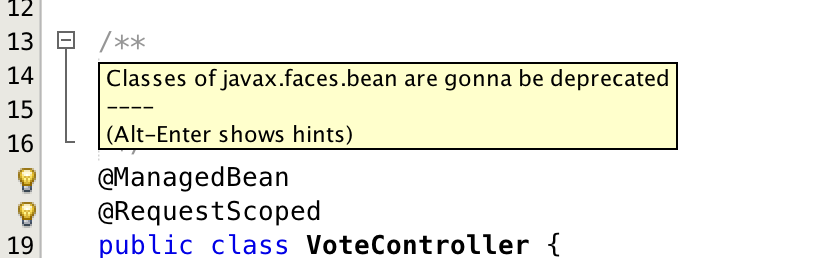 12
13 /**
14 Classes of javax.faces.bean are gonna be deprecated
15 ----
16 (Alt-Enter shows hints)
@ManagedBean
@RequestScoped
19 public class VoteController {